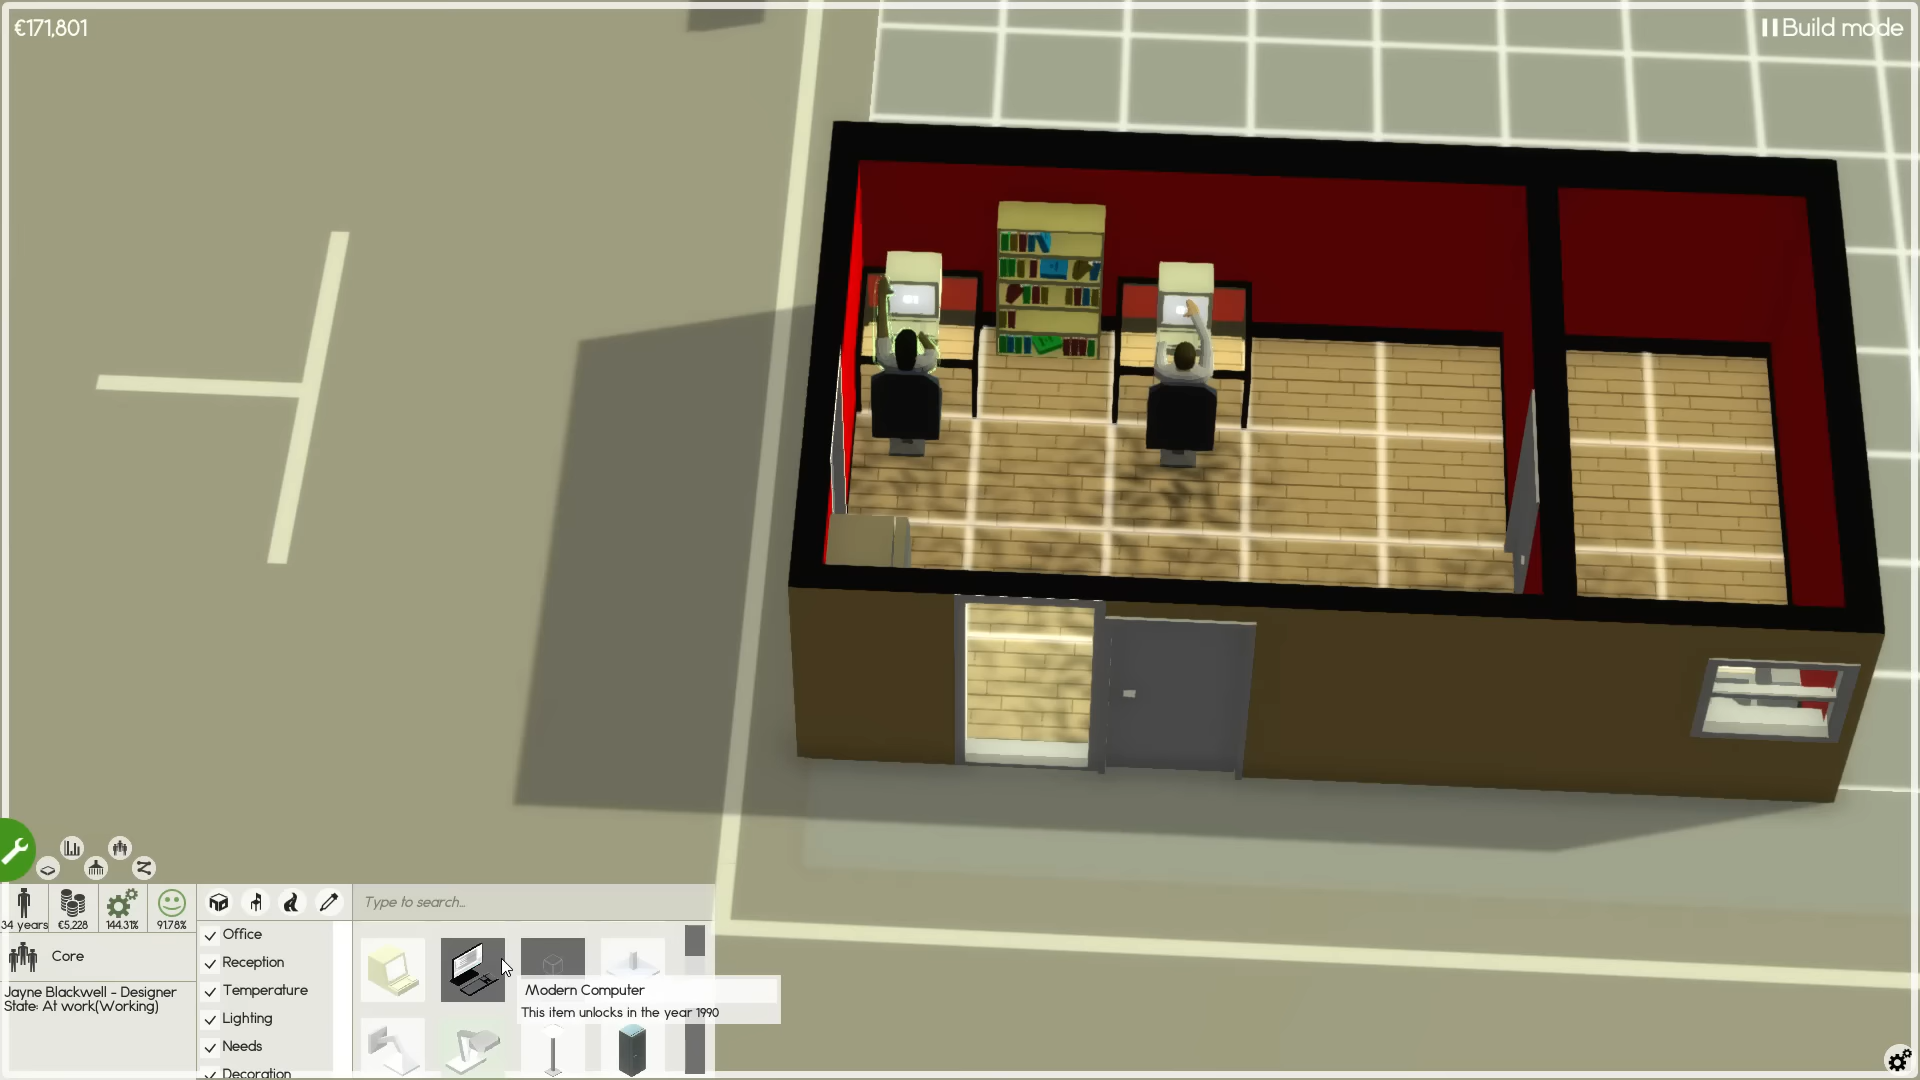 €171,801
Build mode
34 years
€5,228
144.31%
91.78%
Core
Jayne Blackwell - Designer
State: At work(Working)
Type to search...
Office
Reception
Temperature
Lighting
Needs
Decoration
Modern Computer
This item unlocks in the year 1990